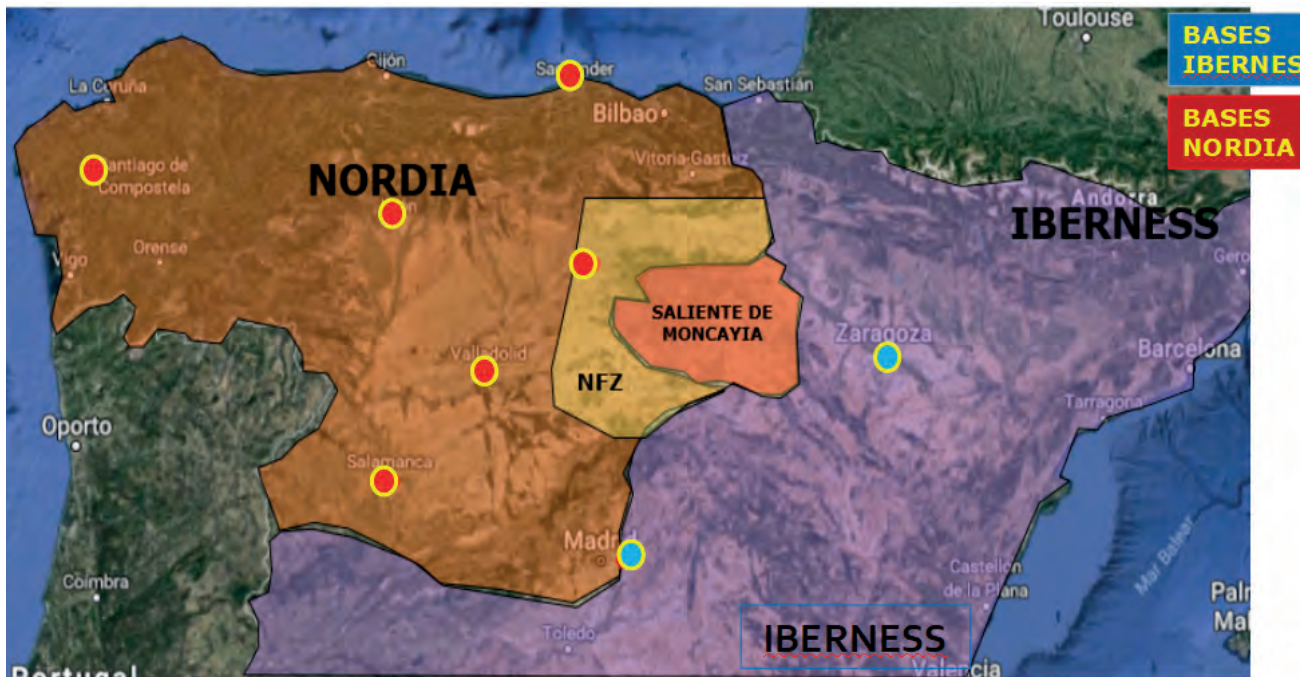 Toulouse
BASES
IBERNES
BASES
NORDIA
La Coruña
Gijón
San Sebastián
Bilbao
Vitoria-Gasteiz
Santiago de
Compostela
NORDIA
Andorra
IBERNESS
Orense
Vigo
SALIENTE DE
MONCAYIA
Zaragoza
Barcelona
Valladolid
NFZ
Tarragona
Oporto
Salamanca
Madrid
Castellón
de la Plana
Mar Balear
Coimbra
Toledo
IBERNESS
Valencia
Portugal